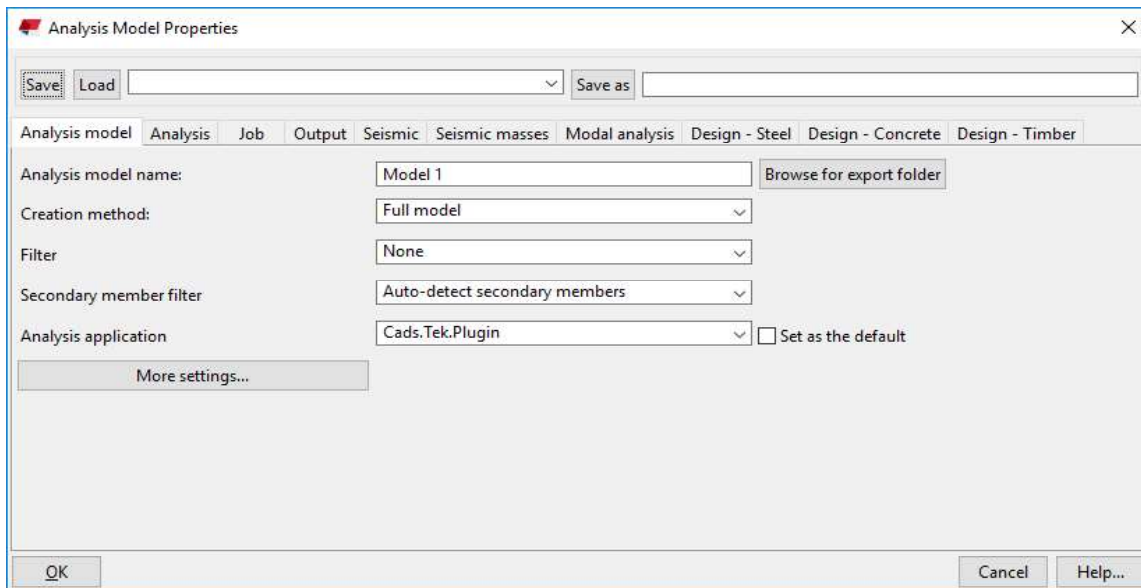 Analysis Model Properties
Save Load Save as
Analysis model Analysis Job Output Seismic Seismic masses Modal analysis Design - Steel Design - Concrete Design - Timber
Analysis model name: Model 1 Browse for export folder
Creation method: Full model
Filter None
Secondary member filter Auto-detect secondary members
Analysis application Cads.Tek.Plugin Set as the default
More settings...
OK Cancel Help...